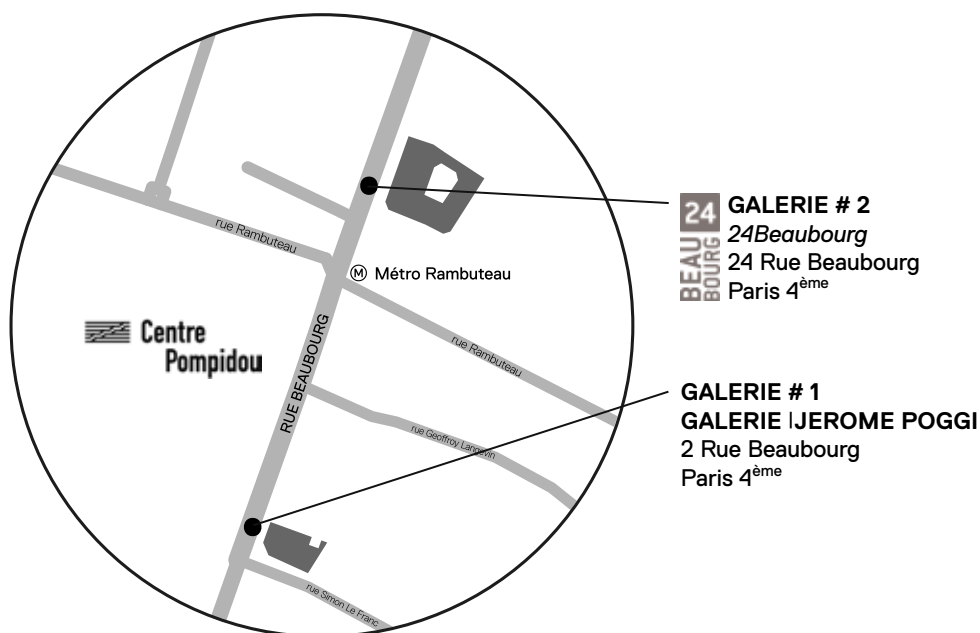 24
BEAU
BOURG
GALERIE # 2
24Beaubourg
24 Rue Beaubourg
Paris 4ème
rue Rambuteau
M Métro Rambuteau
Centre
Pompidou
RUE BEAUBOURG
rue Rambuteau
GALERIE # 1
GALERIE |JEROME POGGI
2 Rue Beaubourg
Paris 4ème
rue Geoffroy Langevin
rue Simon Le Franc